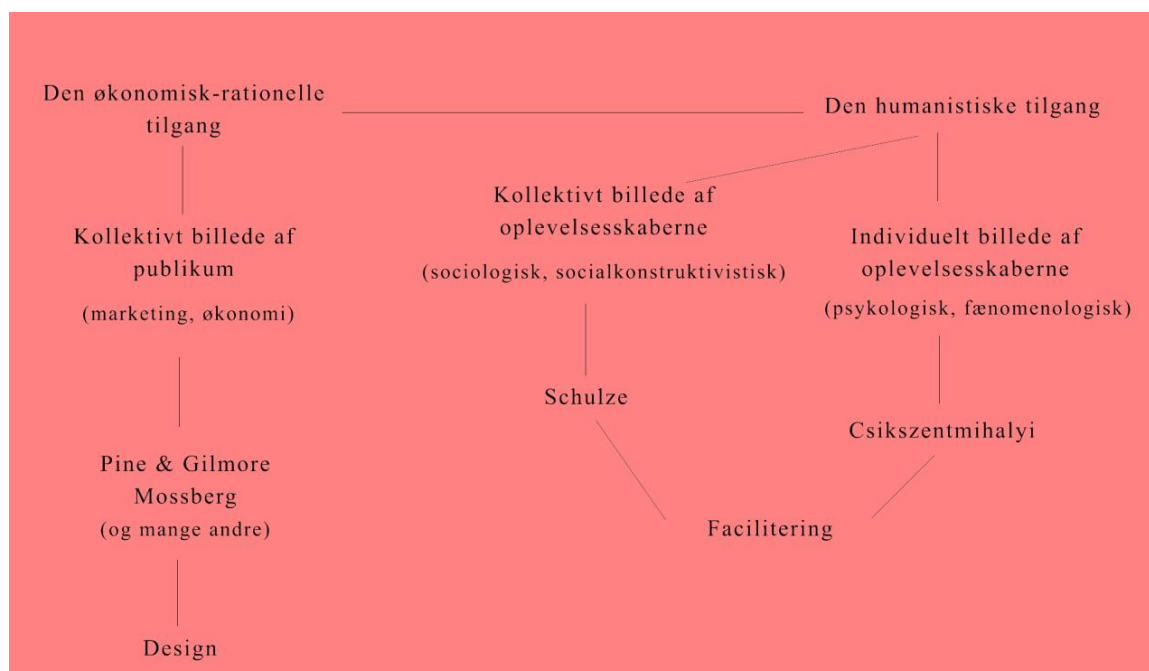 Den økonomisk-rationelle
tilgang
Den humanistiske tilgang
Kollektivt billede af
publikum
(marketing, økonomi)
Kollektivt billede af
oplevelsesskaberne
(sociologisk, socialkonstruktivistisk)
Individuelt billede af
oplevelsesskaberne
(psykologisk, fænomenologisk)
Pine & Gilmore
Mossberg
(og mange andre)
Schulze
Csikszentmihalyi
Design
Facilitering